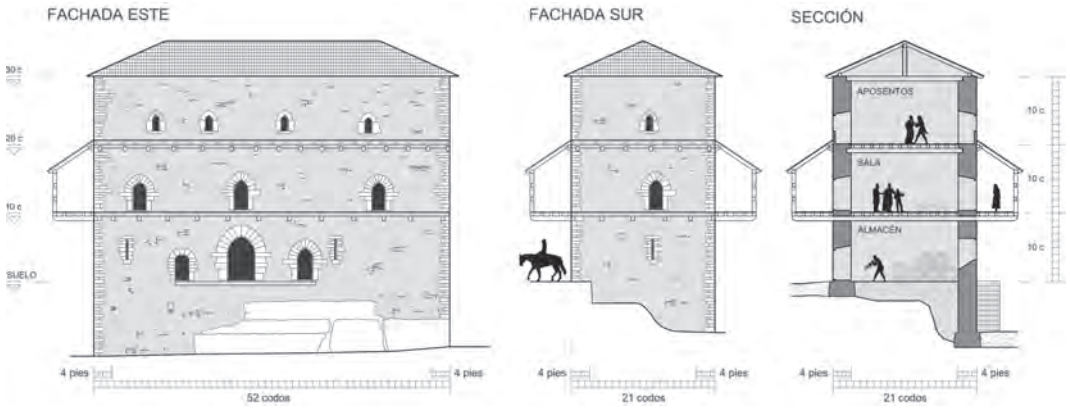 FACHADA ESTE
FACHADA SUR
SECCIÓN
30 c
20 c
10 c
SUELO
APOSENTOS
SALA
ALMACÉN
10 c
10 c
10 c
4 pies
4 pies
52 codos
4 pies
4 pies
21 codos
4 pies
4 pies
21 codos